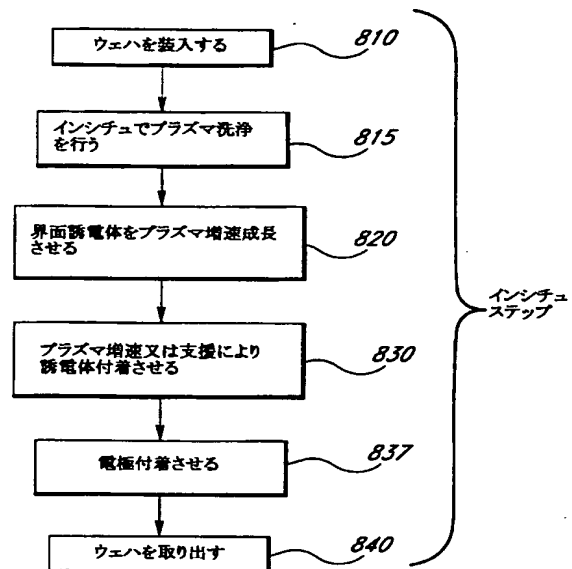 ウェハを装入する
810
インシチュでプラズマ洗浄
を行う
815
界面誘電体をプラズマ増速成長
させる
820
インシチュ
ステップ
プラズマ増速又は支援により
誘電体付着させる
830
電極付着させる
837
ウェハを取り出す
840